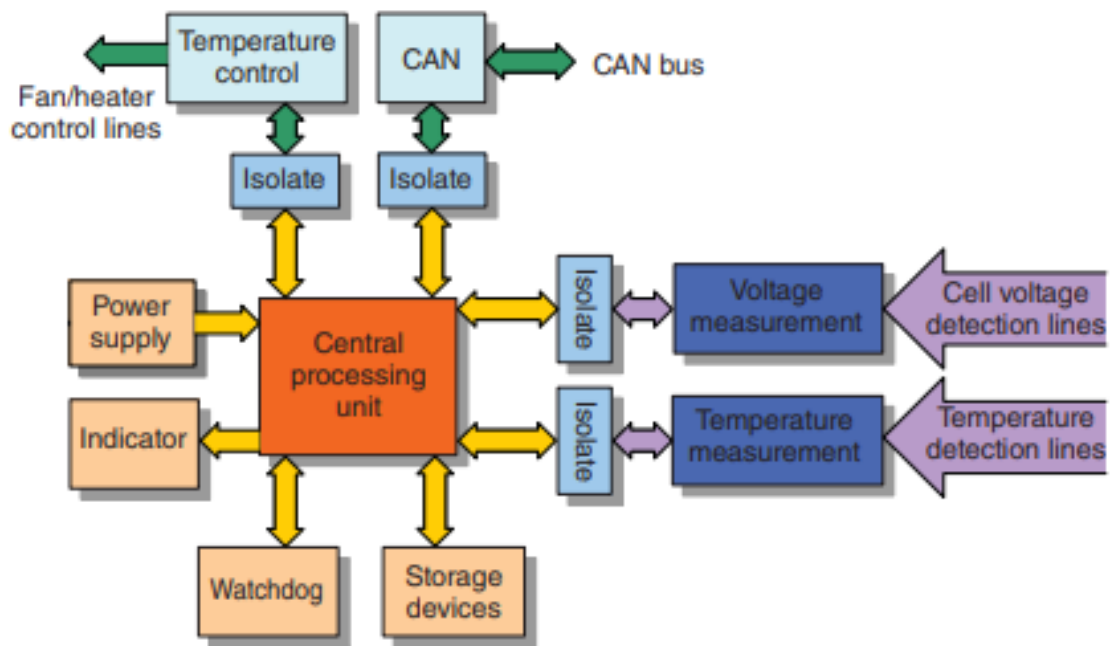 Temperature
control
CAN
CAN bus
Fan/heater
control lines
Isolate
Isolate
Power
supply
Central
processing
unit
Isolate
Voltage
measurement
Cell voltage
detection lines
Indicator
Isolate
Temperature
measurement
Temperature
detection lines
Watchdog
Storage
devices